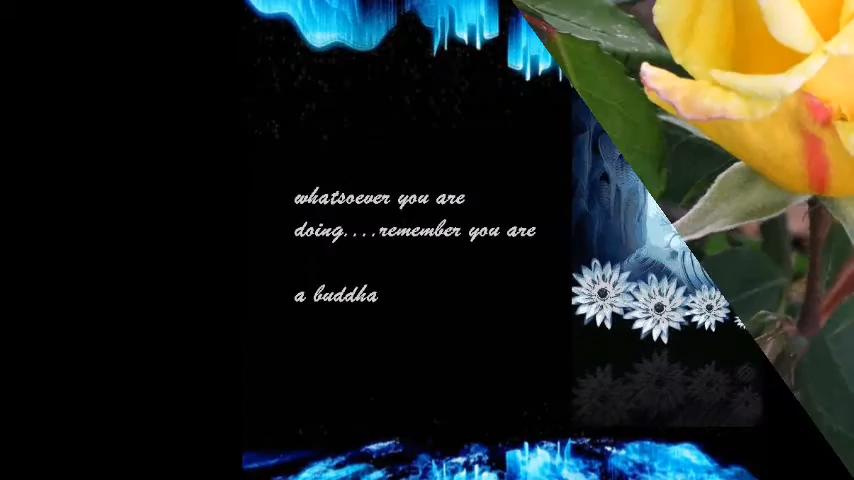 whatsoever you are
doing....remember you are
a buddha